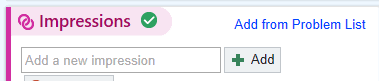 Impressions
Add from Problem List
Add a new impression
Add